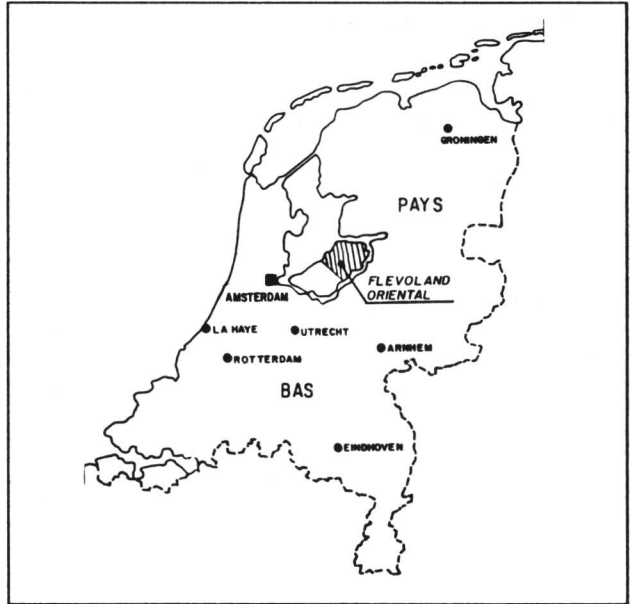 GRONINGEN
PAYS
FLEVOLAND
ORIENTAL
AMSTERDAM
LA HAYE
UTRECHT
ARNHEM
ROTTERDAM
BAS
EINDHOVEN